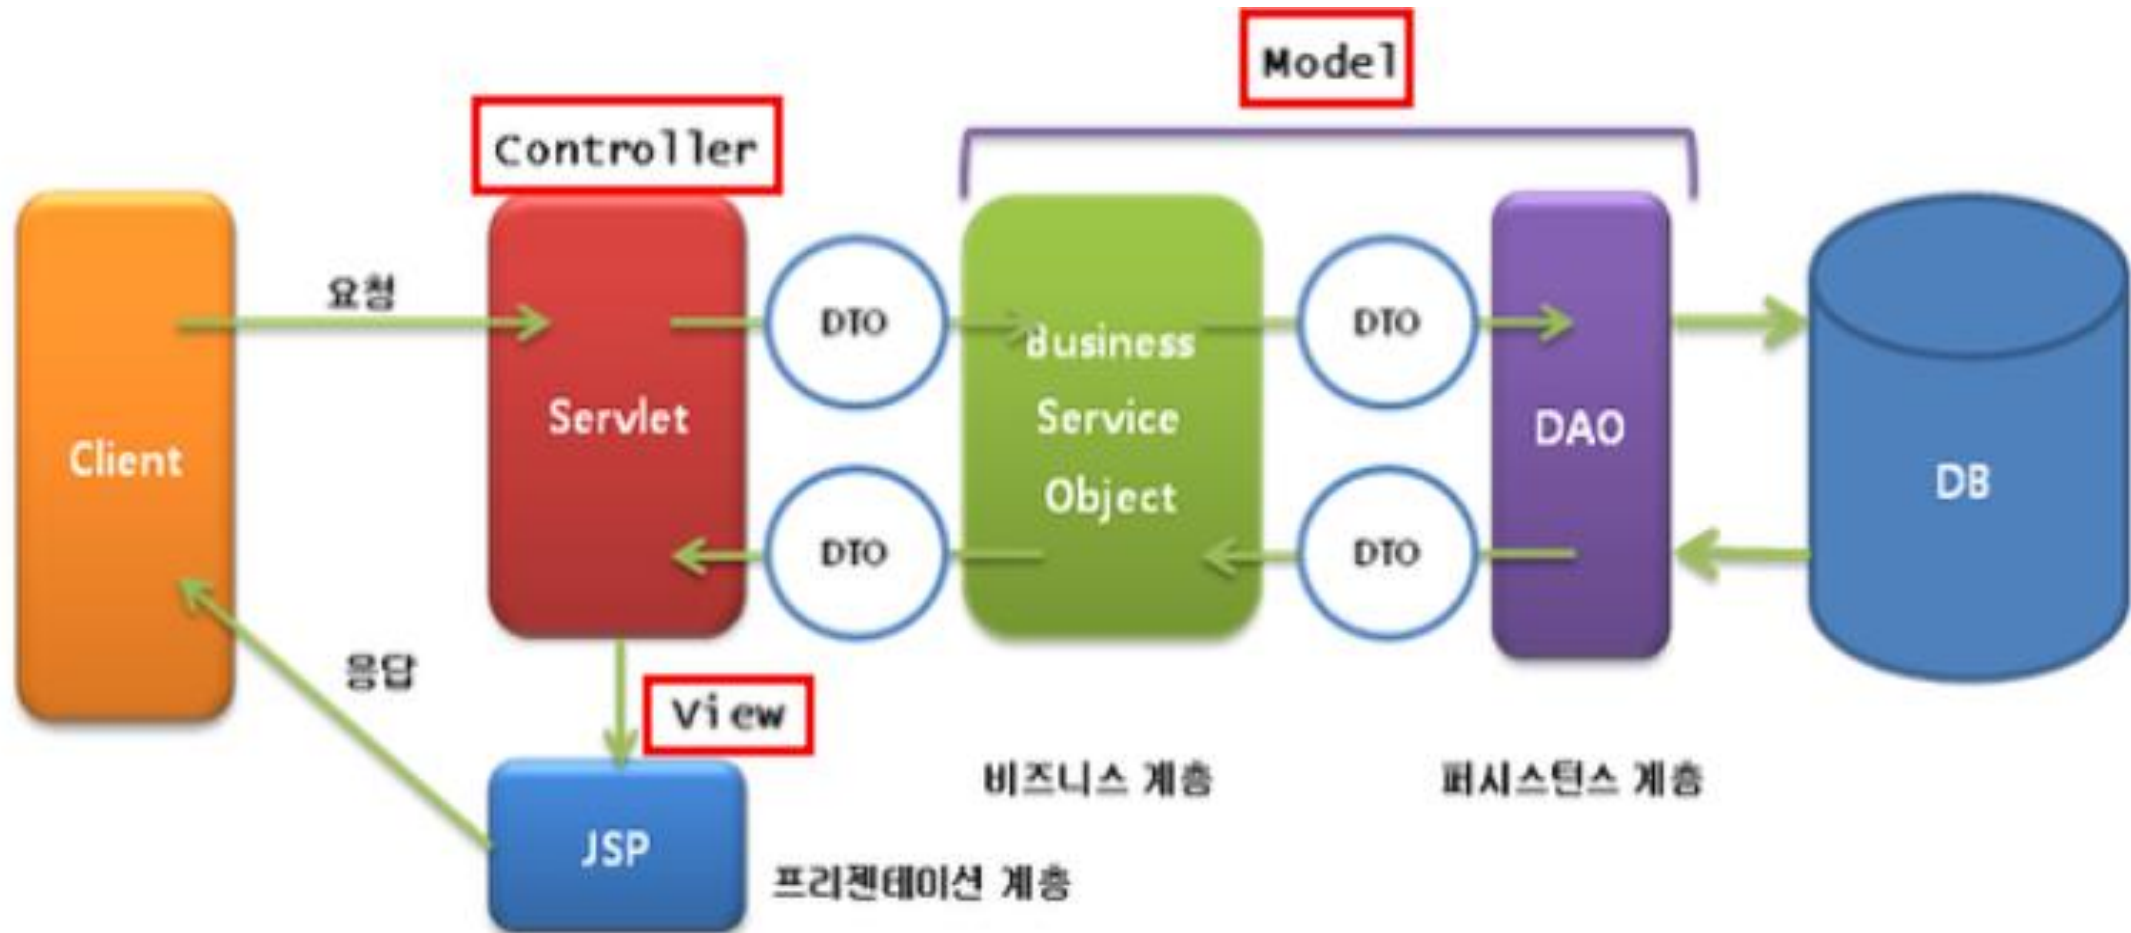 Model
Controller
요청
DTO
DTO
Business
Service
Object
Servlet
DAO
Client
DB
DTO
DTO
응답
View
비즈니스 계층
퍼시스턴스 계층
JSP
프리젠테이션 계층